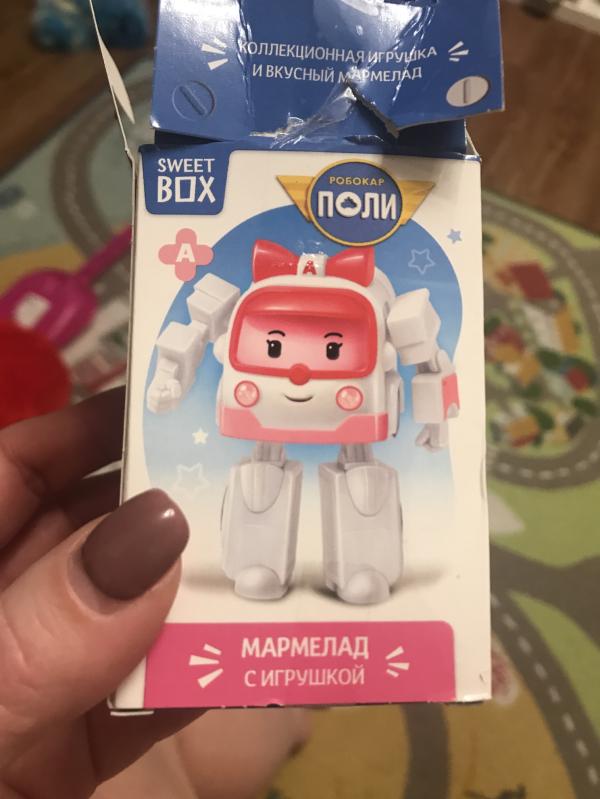 КОЛЛЕКЦИОННАЯ ИГРУШКА
И ВКУСНЫЙ МАРМЕЛАД
SWEET
BOX
РОБОКАР
ПОЛИ
А
А
МАРМЕЛАД
С ИГРУШКОЙ